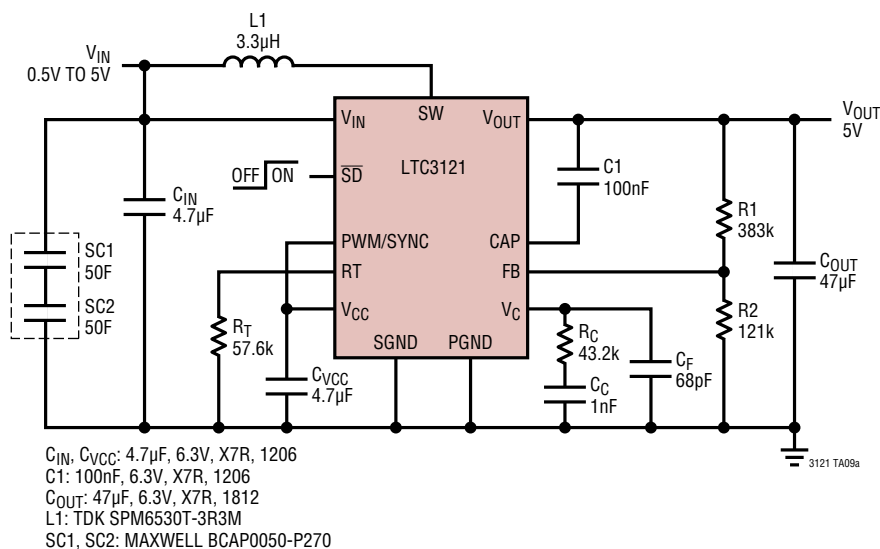 L1
3.3µH
VIN
0.5V TO 5V
VOUT
5V
VIN
SW
VOUT
LTC3121
OFF ON
SD
C1
100nF
CIN
4.7µF
R1
383k
PWM/SYNC
CAP
SC1
50F
RT
FB
COUT
47µF
SC2
50F
VCC
VC
R2
121k
RT
57.6k
SGND
PGND
RC
43.2k
CVCC
4.7µF
CF
68pF
CC
1nF
3121 TA09a
CIN, CVCC: 4.7µF, 6.3V, X7R, 1206
C1: 100nF, 6.3V, X7R, 1206
COUT: 47µF, 6.3V, X7R, 1812
L1: TDK SPM6530T-3R3M
SC1, SC2: MAXWELL BCAP0050-P270